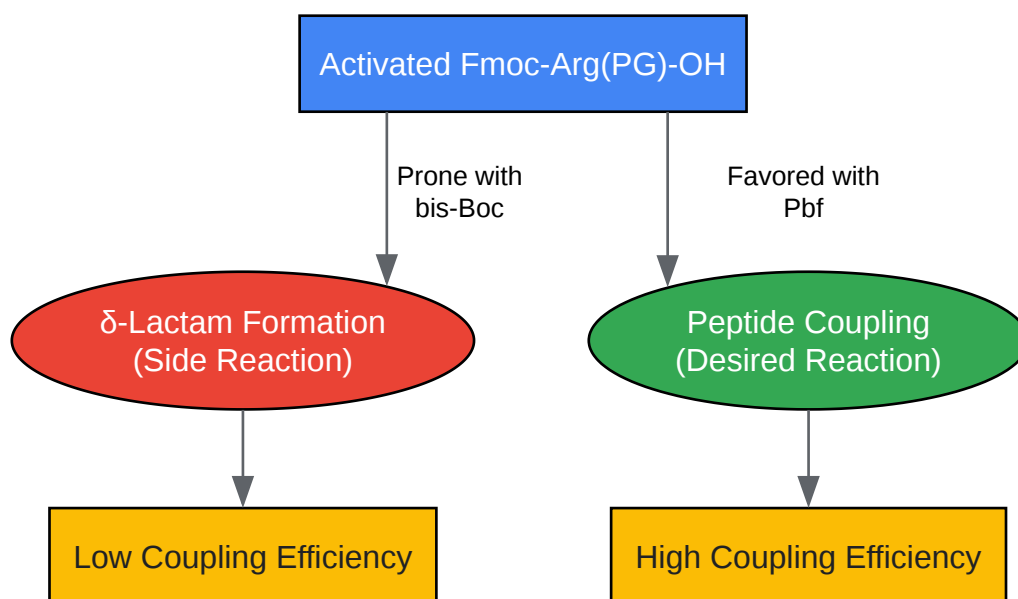 Activated Fmoc-Arg(PG)-OH
Prone with
bis-Boc
Favored with
Pbf
δ-Lactam Formation
(Side Reaction)
Peptide Coupling
(Desired Reaction)
Low Coupling Efficiency
High Coupling Efficiency